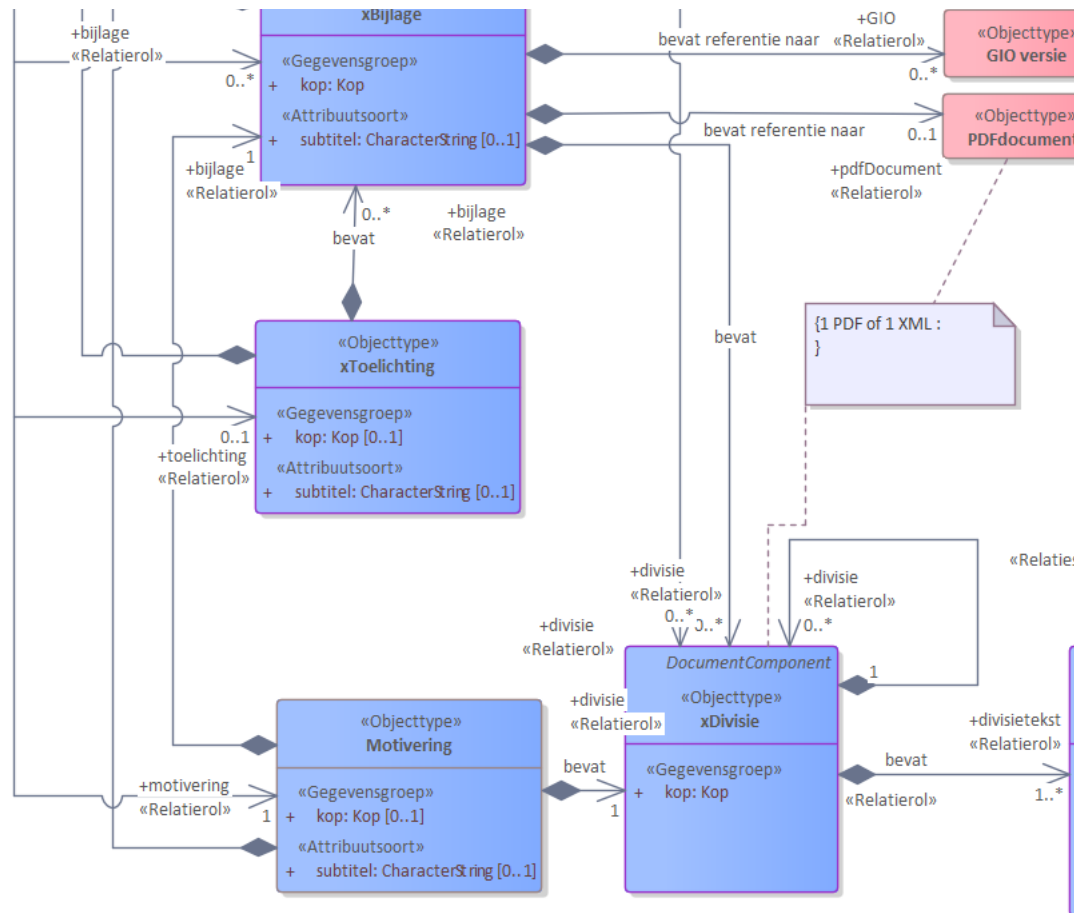 xBijlage
«Gegevensgroep»
+ kop: Kop
«Attribuutsoort»
+ subtitel: CharacterString [0..1]
+bijlage
«Relatierol»
0..*
1
+bijlage
«Relatierol»
bevat referentie naar
+GIO
«Relatierol»
0..*
«Objecttype»
GIO versie
bevat referentie naar
0..1
+pdfDocument
«Relatierol»
«Objecttype»
PDFdocument
0..*
bevat
+bijlage
«Relatierol»
{1 PDF of 1 XML :
}
bevat
«Objecttype»
xToelichting
«Gegevensgroep»
+ kop: Kop [0..1]
«Attribuutsoort»
+ subtitel: CharacterString [0..1]
0..1
+toelichting
«Relatierol»
+divisie
«Relatierol»
0..*
0..*
+divisie
«Relatierol»
0..*
«Relaties
+divisie
«Relatierol»
+divisie
«Relatierol»
DocumentComponent
«Objecttype»
xDivisie
«Gegevensgroep»
+ kop: Kop
1
«Objecttype»
Motivering
«Gegevensgroep»
+ kop: Kop [0..1]
«Attribuutsoort»
+ subtitel: CharacterString [0..1]
+motivering
«Relatierol»
1
bevat
1
bevat
+divisietekst
«Relatierol»
1..*
«Relatierol»